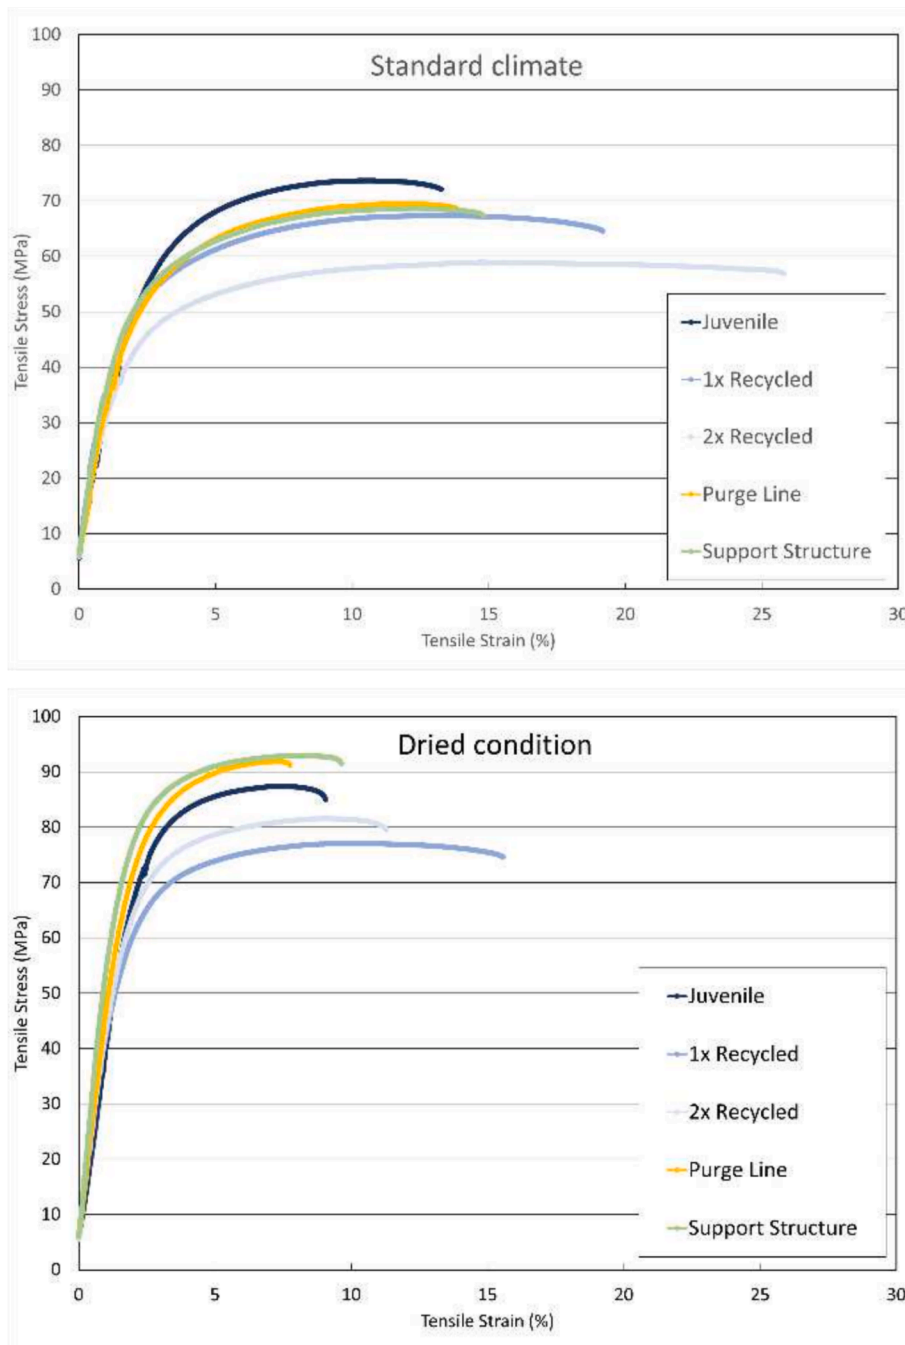 Standard climate
100
90
80
70
60
50
40
30
20
10
0
Tensile Stress (MPa)
Juvenile
1x Recycled
2x Recycled
Purge Line
Support Structure
0 5 10 15 20 25 30
Tensile Strain (%)
Dried condition
100
90
80
70
60
50
40
30
20
10
0
Tensile Stress (MPa)
Juvenile
1x Recycled
2x Recycled
Purge Line
Support Structure
0 5 10 15 20 25 30
Tensile Strain (%)